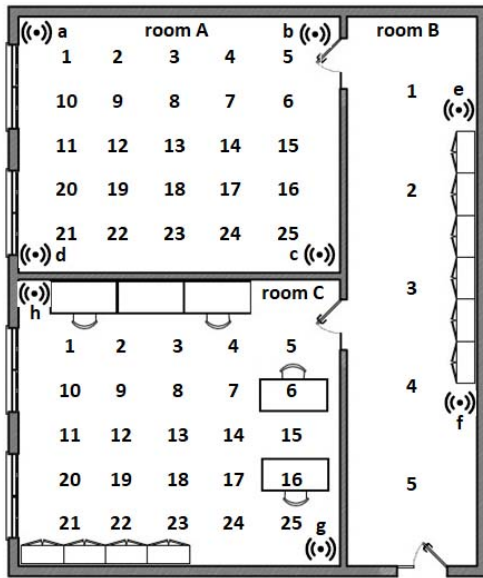 a room A b room B
1 2 3 4 5
1 e
10 9 8 7 6
11 12 13 14 15
2
20 19 18 17 16
21 22 23 24 25
d c
3
h room C
1 2 3 4 5
4
10 9 8 7 6
f
11 12 13 14 15
20 19 18 17 16
5
21 22 23 24 25 g